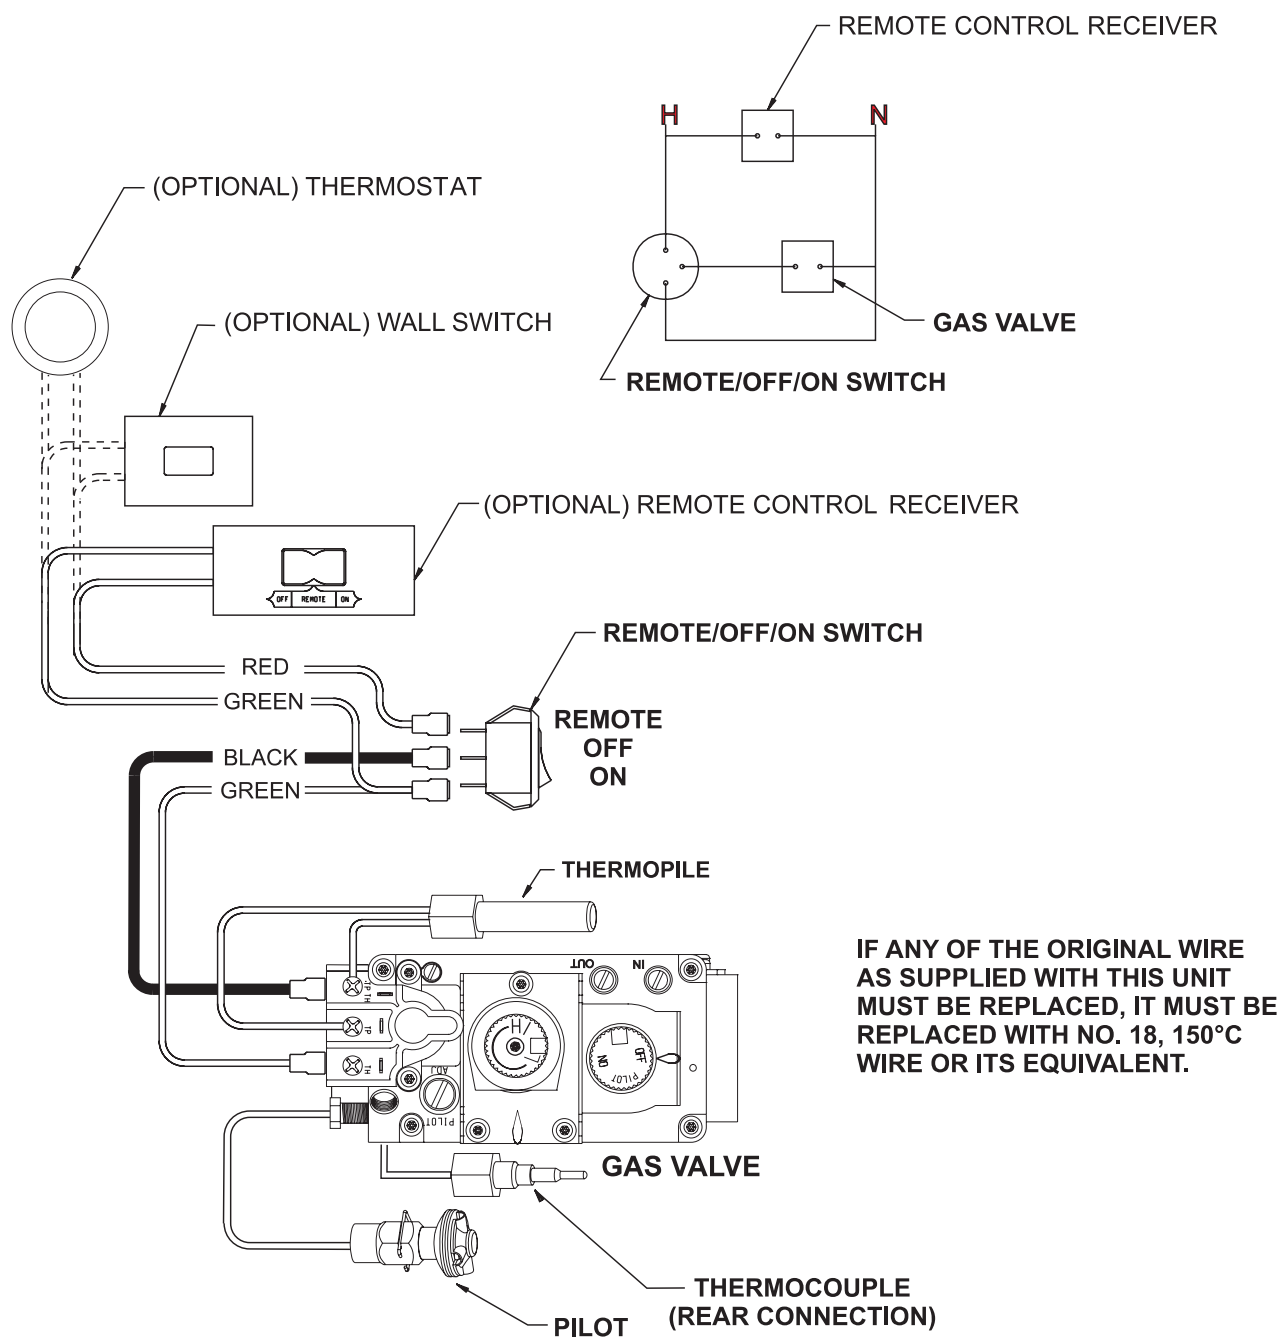 REMOTE CONTROL RECEIVER
H
N
(OPTIONAL) THERMOSTAT
(OPTIONAL) WALL SWITCH
GAS VALVE
REMOTE/OFF/ON SWITCH
(OPTIONAL) REMOTE CONTROL RECEIVER
OFF REMOTE ON
REMOTE/OFF/ON SWITCH
RED
GREEN
REMOTE
OFF
ON
BLACK
GREEN
THERMOPILE
IF ANY OF THE ORIGINAL WIRE
AS SUPPLIED WITH THIS UNIT
MUST BE REPLACED, IT MUST BE
REPLACED WITH NO. 18, 150°C
WIRE OR ITS EQUIVALENT.
OUT
IN
TP TH
TP
TH
H
OFF
PILOT
ON
ADJ
PILOT
GAS VALVE
THERMOCOUPLE
(REAR CONNECTION)
PILOT